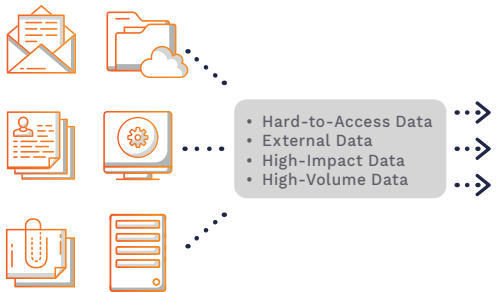 • Hard-to-Access Data
• External Data
• High-Impact Data
• High-Volume Data